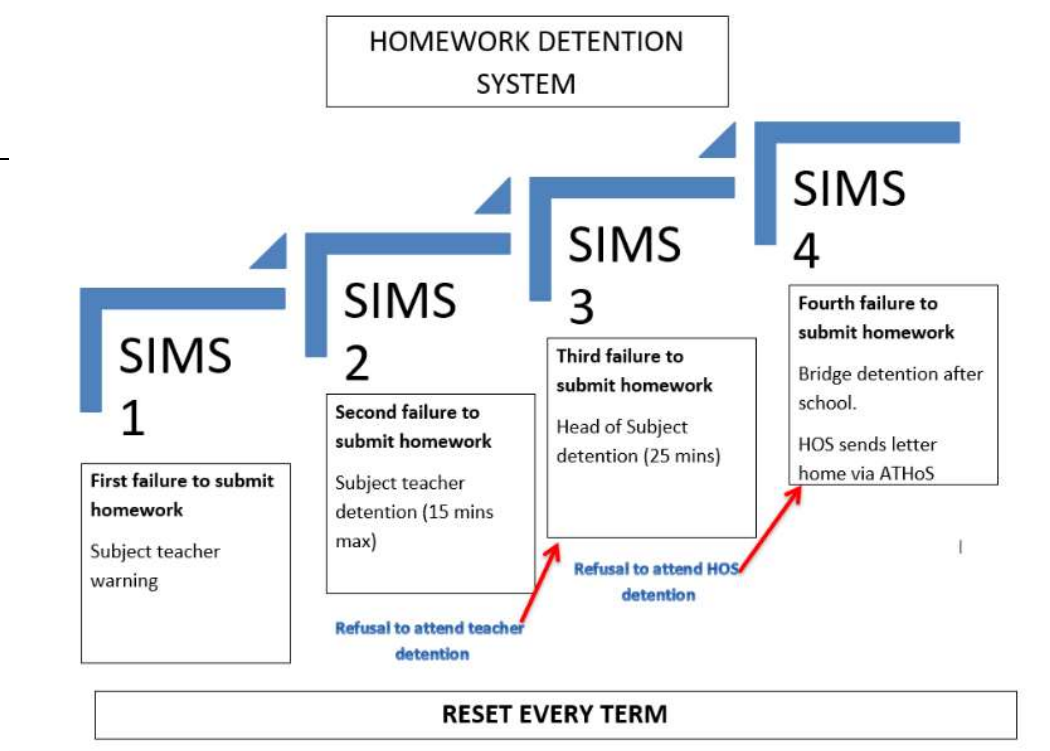 HOMEWORK DETENTION
SYSTEM
SIMS
1
First failure to submit
homework
Subject teacher
warning
SIMS
2
Second failure to
submit homework
Subject teacher
detention (15 mins
max)
Refusal to attend teacher
detention
SIMS
3
Third failure to
submit homework
Head of Subject
detention (25 mins)
Refusal to attend HOS
detention
SIMS
4
Fourth failure to
submit homework
Bridge detention after
school.
HOS sends letter
home via ATHoS
RESET EVERY TERM